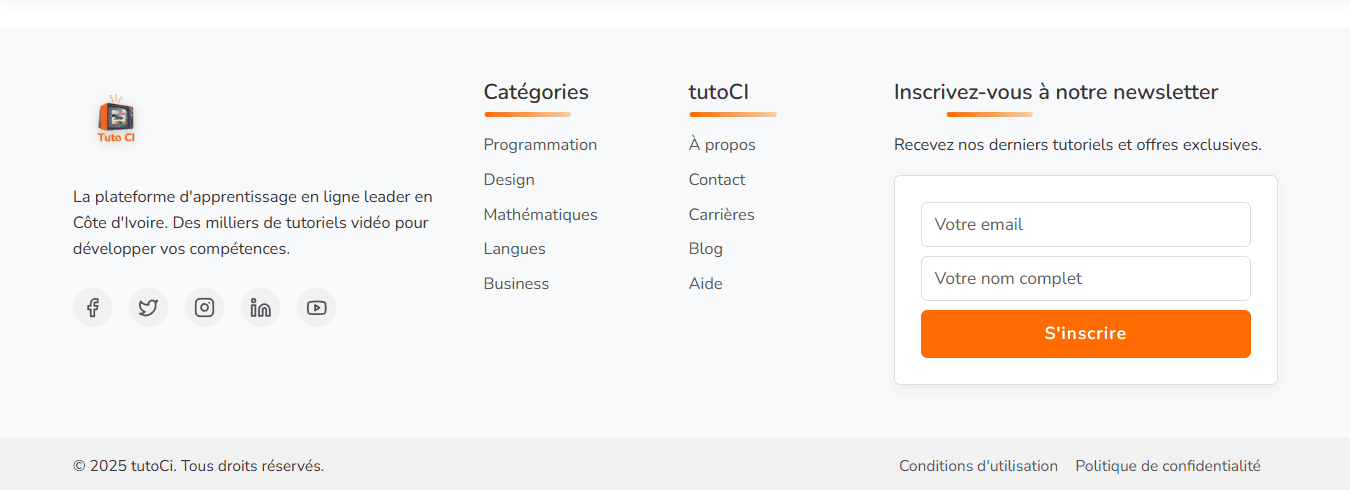 Tuto CI
La plateforme d'apprentissage en ligne leader en
Côte d'Ivoire. Des milliers de tutoriels vidéo pour
développer vos compétences.
Catégories
Programmation
Design
Mathématiques
Langues
Business
tutoCI
À propos
Contact
Carrières
Blog
Aide
Inscrivez-vous à notre newsletter
Recevez nos derniers tutoriels et offres exclusives.
Votre email
Votre nom complet
S'inscrire
© 2025 tutoCi. Tous droits réservés.
Conditions d'utilisation
Politique de confidentialité